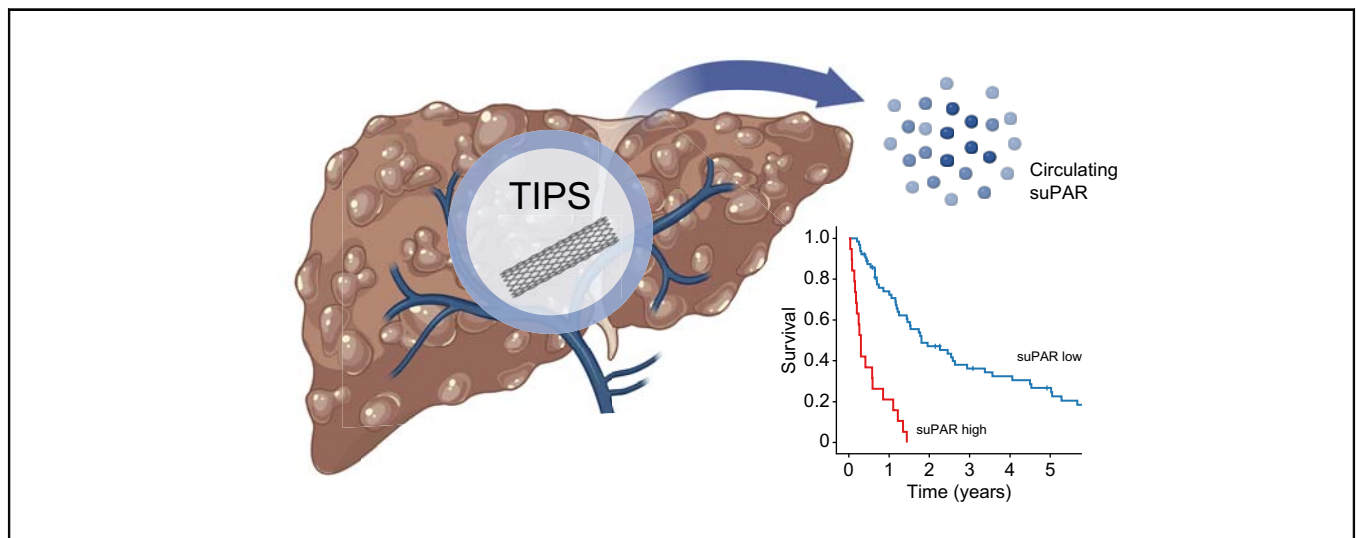 TIPS
Circulating
suPAR
1.0
0.8
0.6
0.4
0.2
0
Survival
suPAR low
suPAR high
0 1 2 3 4 5
Time (years)